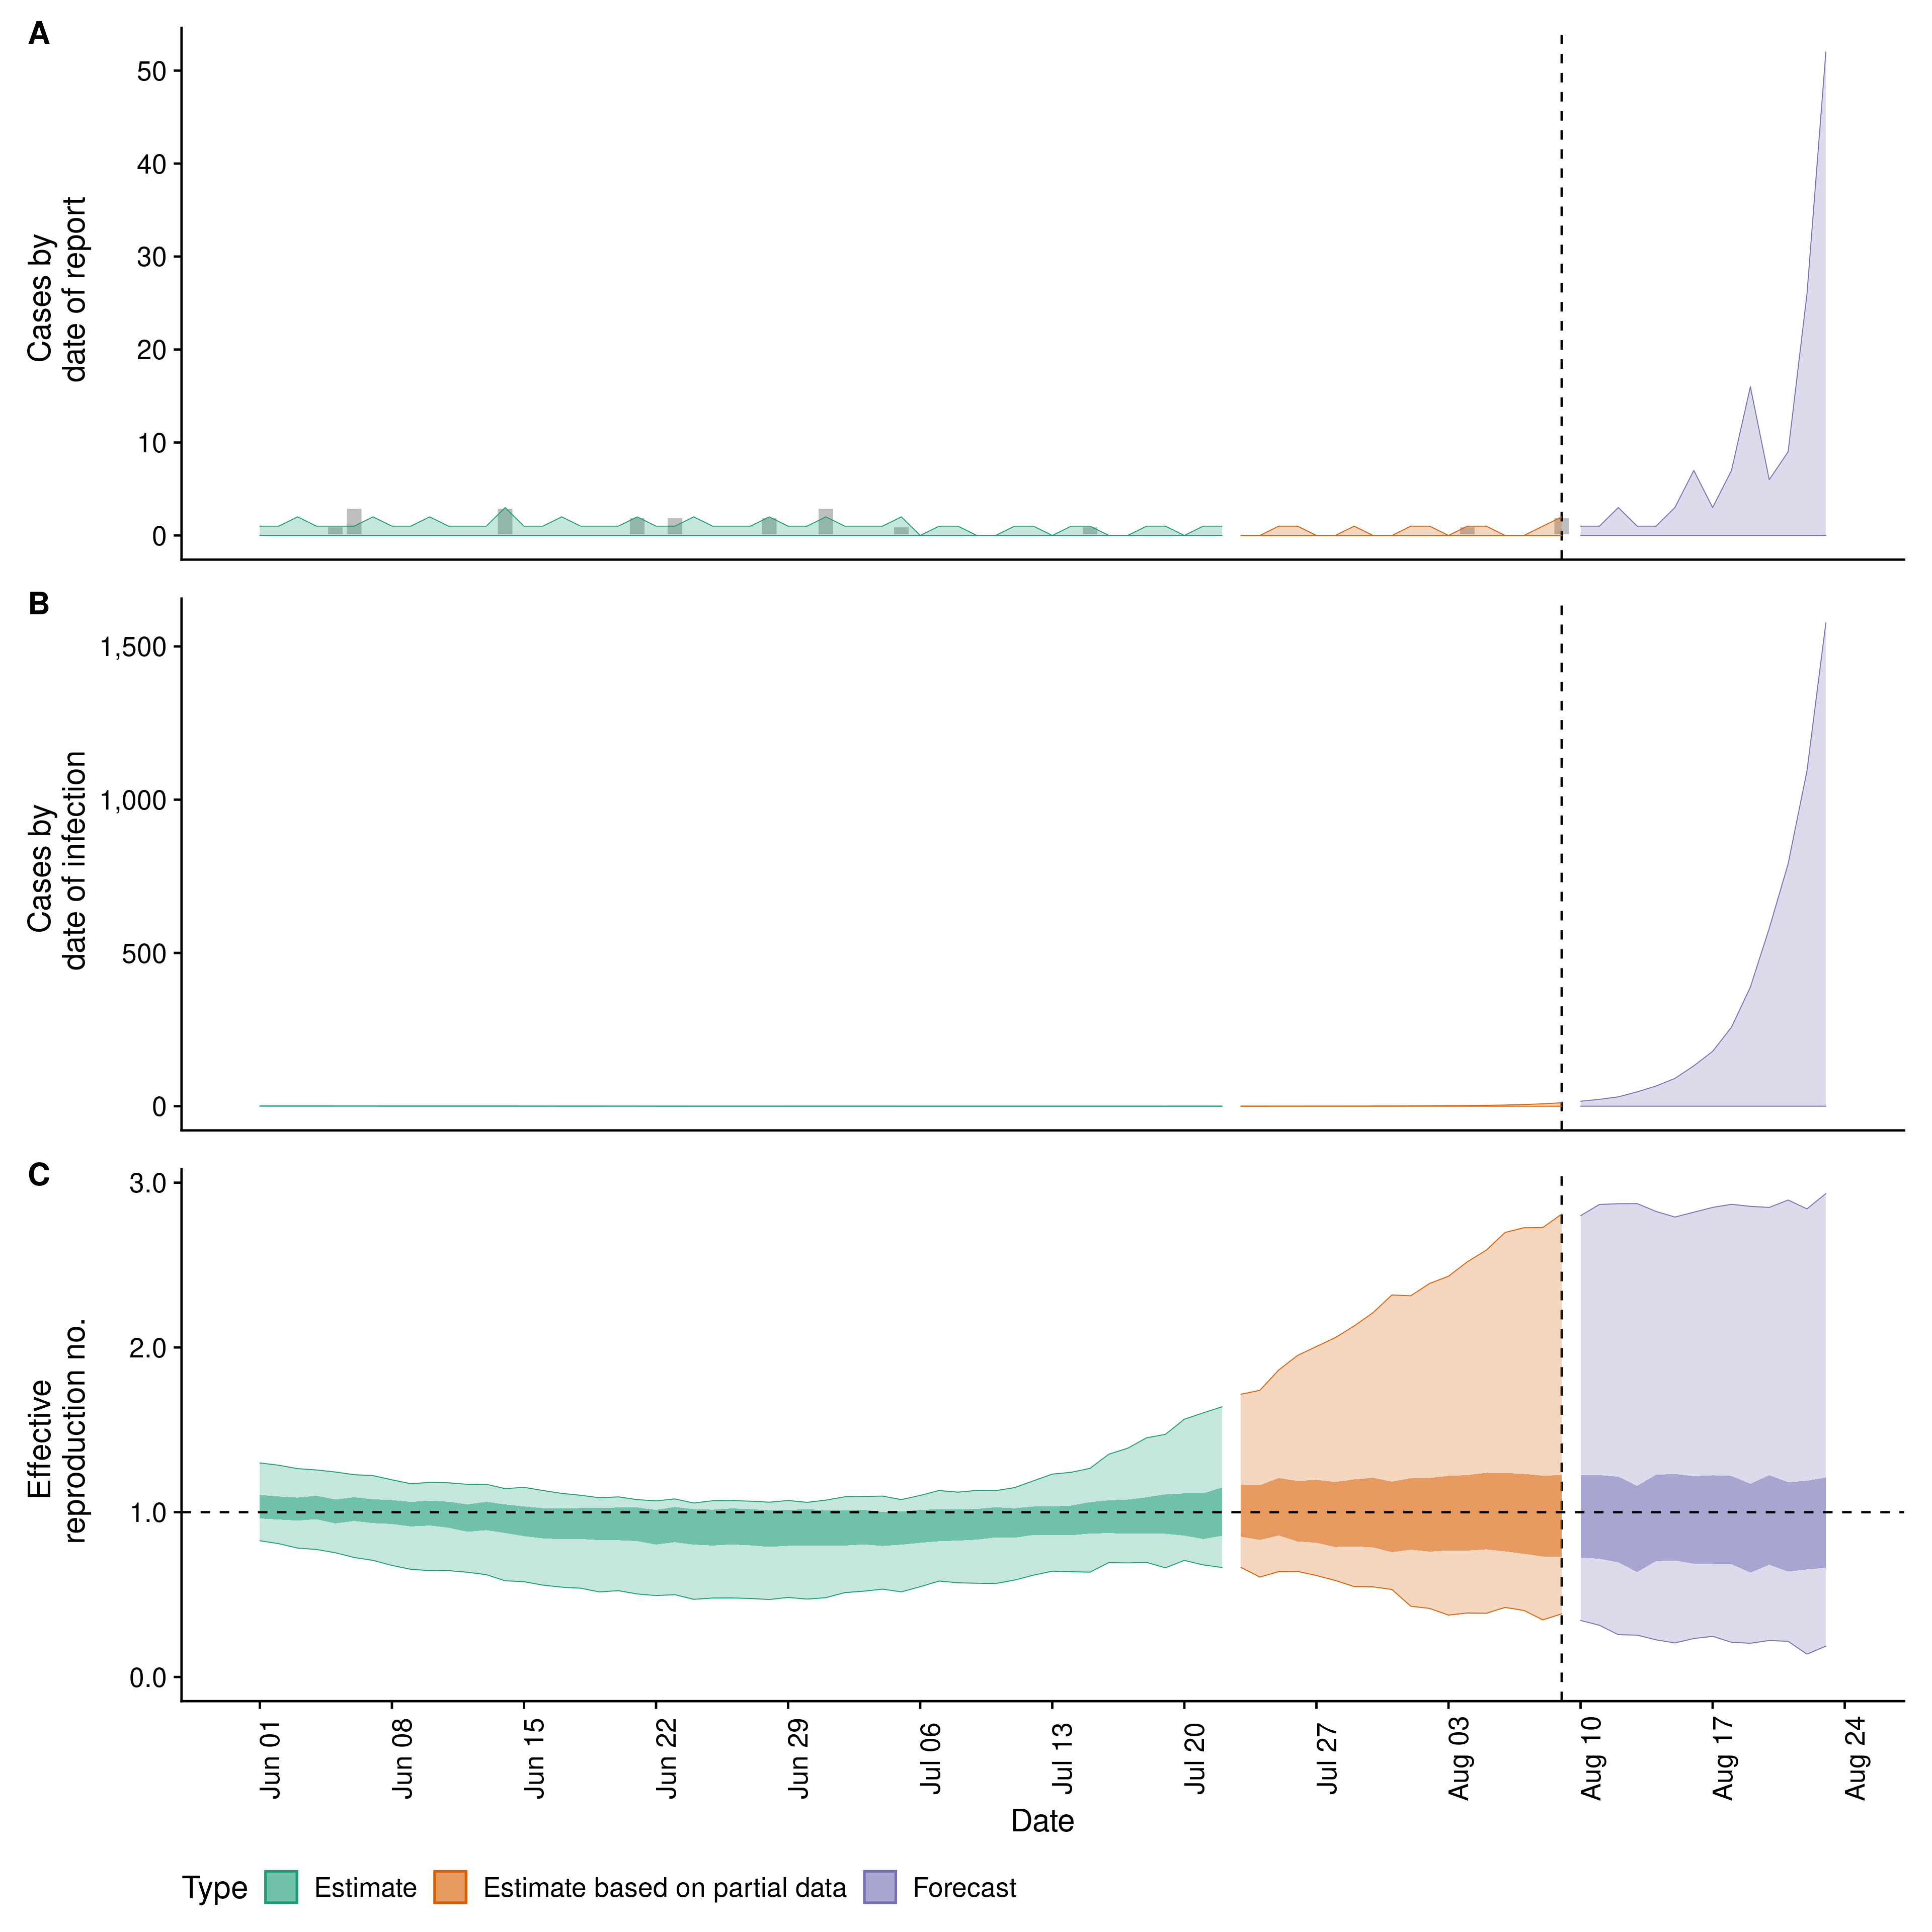 A
Cases by
date of report
50
40
30
20
10
0
B
Cases by
date of infection
1,500
1,000
500
0
C
Effective
reproduction no.
3.0
2.0
1.0
0.0
Jun 01
Jun 08
Jun 15
Jun 22
Jun 29
Jul 06
Jul 13
Jul 20
Jul 27
Aug 03
Aug 10
Aug 17
Aug 24
Date
Type Estimate Estimate based on partial data Forecast